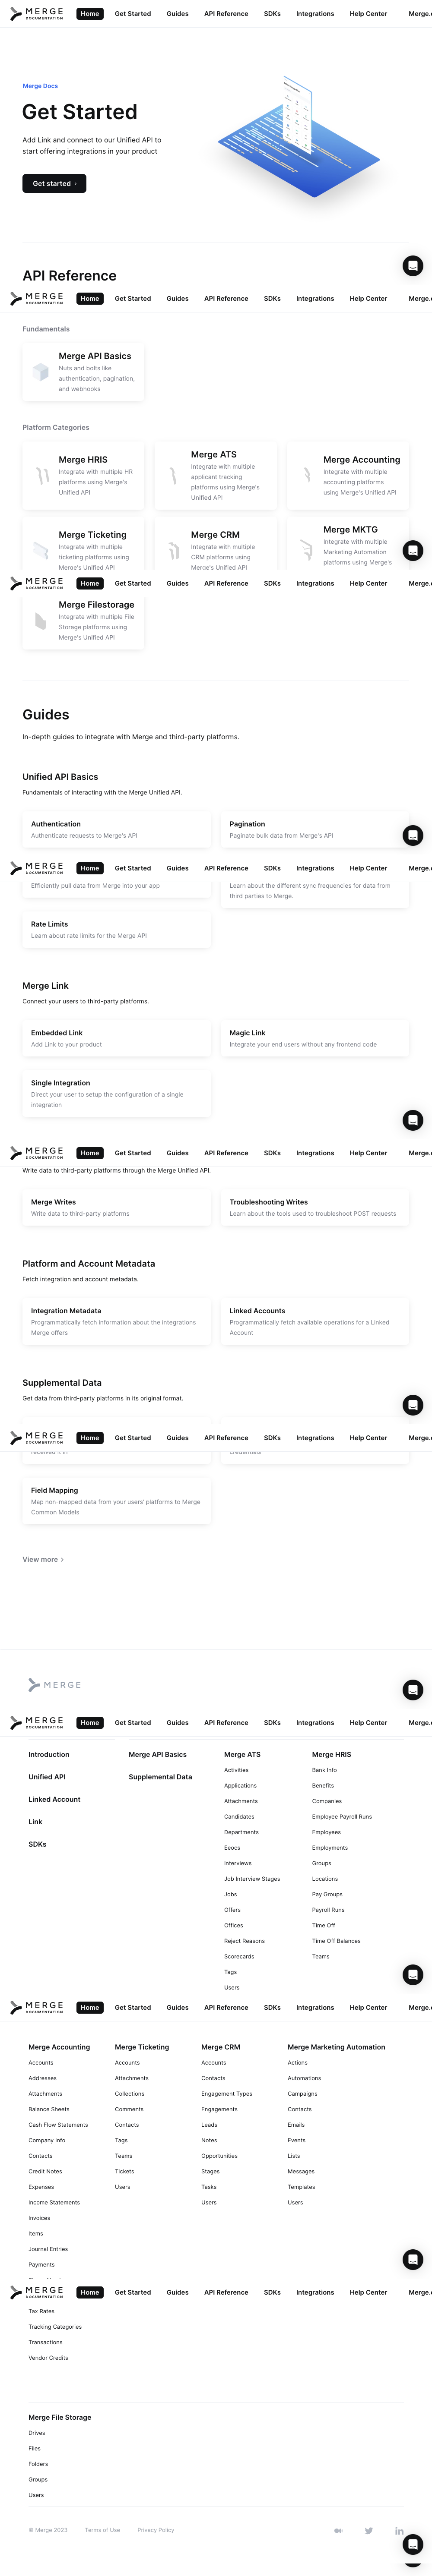 MERGE
DOCUMENTATION
Home Get Started Guides API Reference SDKs Integrations Help Center
Merge Docs
Get Started
Add Link and connect to our Unified API to
start offering integrations in your product
Get started ›
API Reference
MERGE
DOCUMENTATION
Home Get Started Guides API Reference SDKs Integrations Help Center
Fundamentals
Merge API Basics
Nuts and bolts like
authentication, pagination,
and webhooks
Platform Categories
Merge HRIS
Integrate with multiple HR
platforms using Merge's
Unified API
Merge ATS
Integrate with multiple
applicant tracking
platforms using Merge's
Unified API
Merge Accounting
Integrate with multiple
accounting platforms
using Merge's Unified API
Merge Ticketing
Integrate with multiple
ticketing platforms using
Merge's Unified API
Merge CRM
Integrate with multiple
CRM platforms using
Merge's Unified API
Merge MKTG
Integrate with multiple
Marketing Automation
platforms using Merge's
MERGE
DOCUMENTATION
Home Get Started Guides API Reference SDKs Integrations Help Center
Merge Filestorage
Integrate with multiple File
Storage platforms using
Merge's Unified API
Guides
In-depth guides to integrate with Merge and third-party platforms.
Unified API Basics
Fundamentals of interacting with the Merge Unified API.
Authentication
Authenticate requests to Merge's API
Pagination
Paginate bulk data from Merge's API
MERGE
DOCUMENTATION
Home Get Started Guides API Reference SDKs Integrations Help Center
Efficiently pull data from Merge into your app
Learn about the different sync frequencies for data from
third parties to Merge.
Rate Limits
Learn about rate limits for the Merge API
Merge Link
Connect your users to third-party platforms.
Embedded Link
Add Link to your product
Magic Link
Integrate your end users without any frontend code
Single Integration
Direct your user to setup the configuration of a single
integration
MERGE
DOCUMENTATION
Home Get Started Guides API Reference SDKs Integrations Help Center
Write data to third-party platforms through the Merge Unified API.
Merge Writes
Write data to third-party platforms
Troubleshooting Writes
Learn about the tools used to troubleshoot POST requests
Platform and Account Metadata
Fetch integration and account metadata.
Integration Metadata
Programmatically fetch information about the integrations
Merge offers
Linked Accounts
Programmatically fetch available operations for a Linked
Account
Supplemental Data
Get data from third-party platforms in its original format.
MERGE
DOCUMENTATION
Home Get Started Guides API Reference SDKs Integrations Help Center
received it in
credentials
Field Mapping
Map non-mapped data from your users' platforms to Merge
Common Models
View more ›
MERGE
MERGE
DOCUMENTATION
Home Get Started Guides API Reference SDKs Integrations Help Center
Introduction
Unified API
Linked Account
Link
SDKs
Merge API Basics
Supplemental Data
Merge ATS
Activities
Applications
Attachments
Candidates
Departments
Eeocs
Interviews
Job Interview Stages
Jobs
Offers
Offices
Reject Reasons
Scorecards
Tags
Users
Merge HRIS
Bank Info
Benefits
Companies
Employee Payroll Runs
Employees
Employments
Groups
Locations
Pay Groups
Payroll Runs
Time Off
Time Off Balances
Teams
MERGE
DOCUMENTATION
Home Get Started Guides API Reference SDKs Integrations Help Center
Merge Accounting
Accounts
Addresses
Attachments
Balance Sheets
Cash Flow Statements
Company Info
Contacts
Credit Notes
Expenses
Income Statements
Invoices
Items
Journal Entries
Payments
Merge Ticketing
Accounts
Attachments
Collections
Comments
Contacts
Tags
Teams
Tickets
Users
Merge CRM
Accounts
Contacts
Engagement Types
Engagements
Leads
Notes
Opportunities
Stages
Tasks
Users
Merge Marketing Automation
Actions
Automations
Campaigns
Contacts
Emails
Events
Lists
Messages
Templates
Users
MERGE
DOCUMENTATION
Home Get Started Guides API Reference SDKs Integrations Help Center
Tax Rates
Tracking Categories
Transactions
Vendor Credits
Merge File Storage
Drives
Files
Folders
Groups
Users
© Merge 2023 Terms of Use Privacy Policy